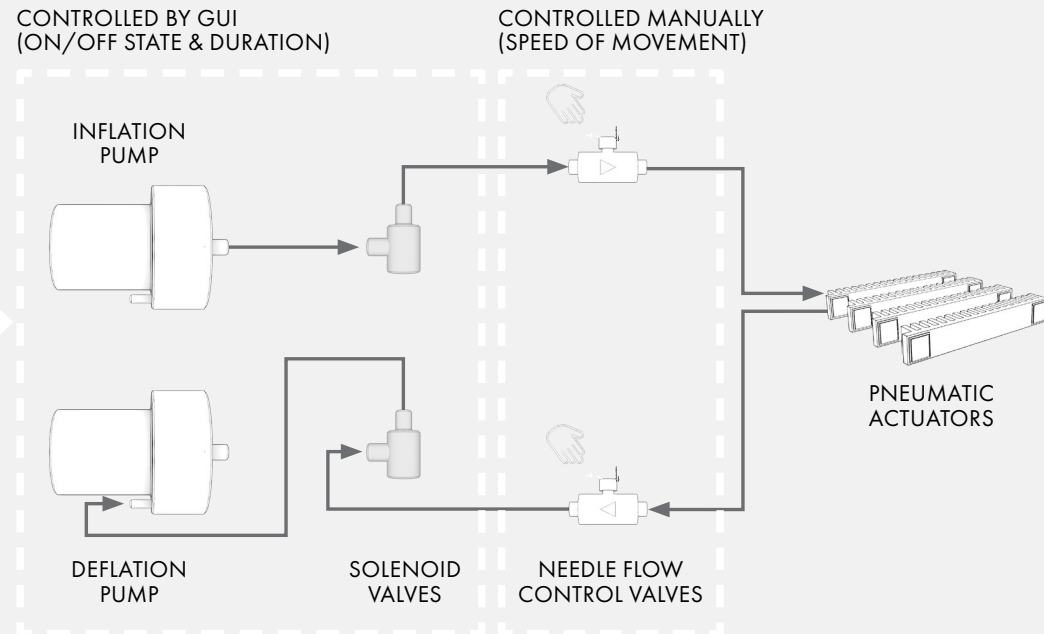 CONTROLLED BY GUI
(ON/OFF STATE & DURATION)
CONTROLLED MANUALLY
(SPEED OF MOVEMENT)
INFLATION
PUMP
PNEUMATIC
ACTUATORS
DEFLATION
PUMP
SOLENOID
VALVES
NEEDLE FLOW
CONTROL VALVES